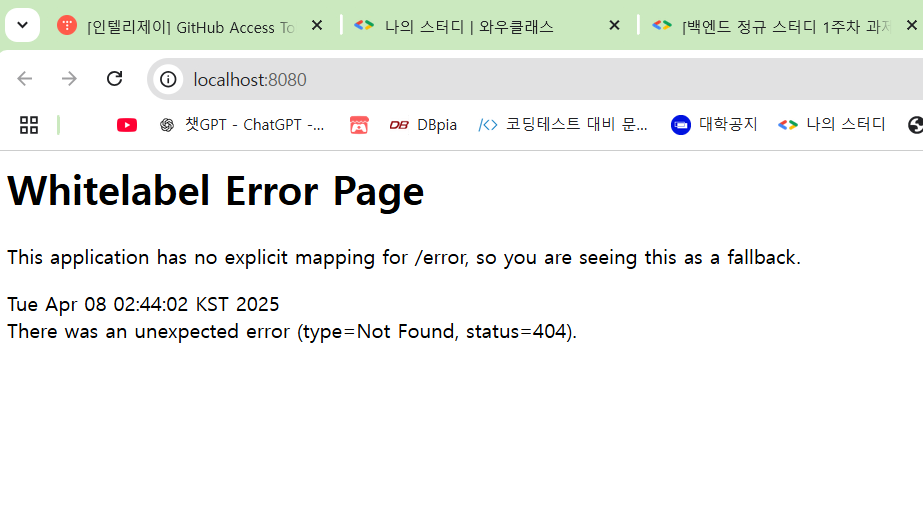 [인텔리제이] GitHub Access To
나의 스터디 | 와우클래스
[백엔드 정규 스터디 1주차 과제
localhost:8080
챗GPT - ChatGPT -...
DBpia
코딩테스트 대비 문...
대학공지
나의 스터디
Whitelabel Error Page
This application has no explicit mapping for /error, so you are seeing this as a fallback.
Tue Apr 08 02:44:02 KST 2025
There was an unexpected error (type=Not Found, status=404).